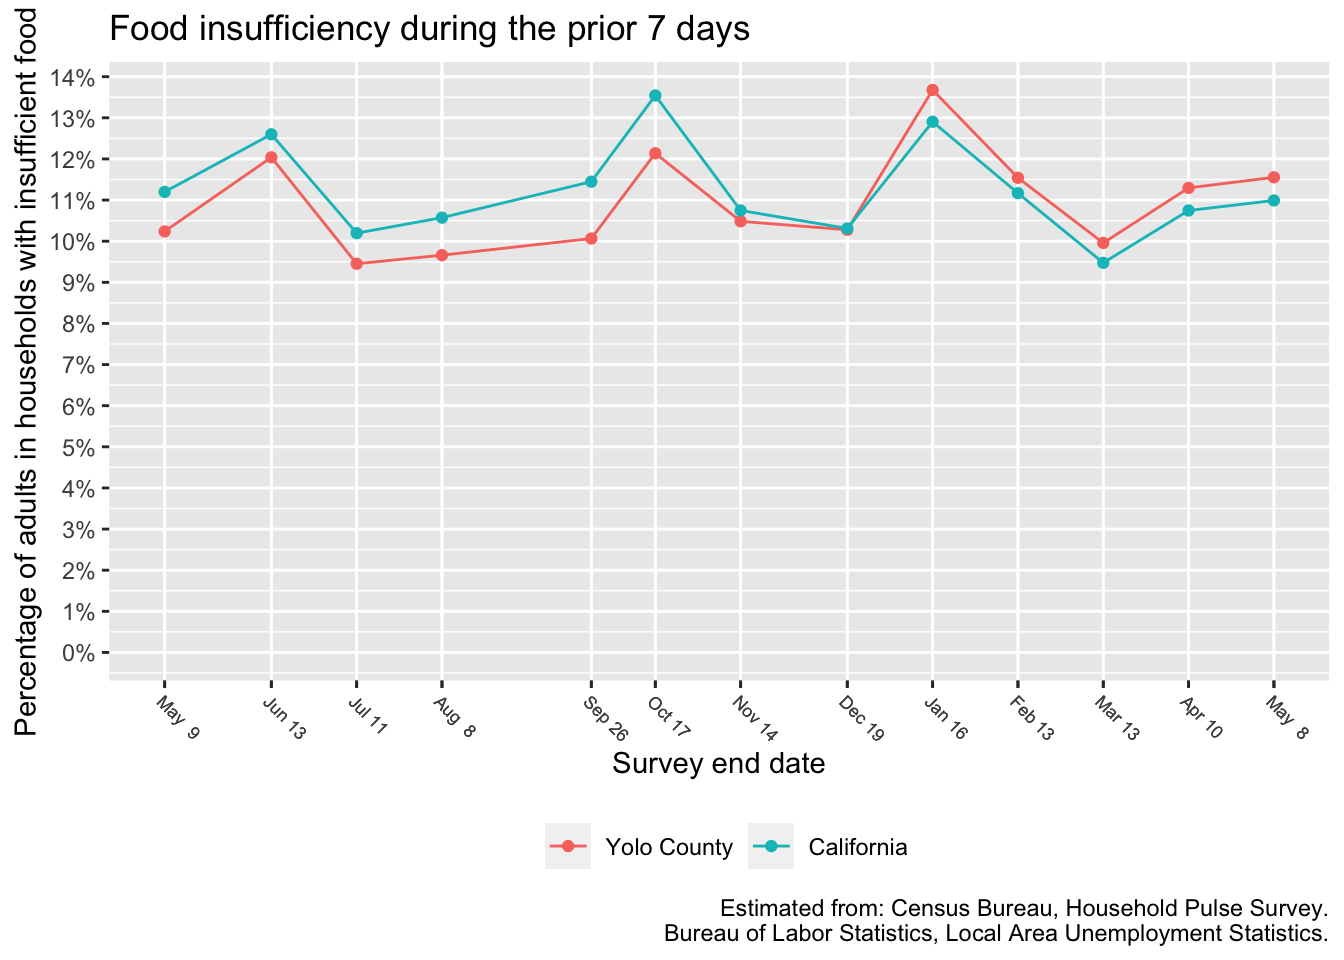 Food insufficiency during the prior 7 days
Percentage of adults in households with insufficient food
14%
13%
12%
11%
10%
9%
8%
7%
6%
5%
4%
3%
2%
1%
0%
May 9
Jun 13
Jul 11
Aug 8
Sep 26
Oct 17
Nov 14
Dec 19
Jan 16
Feb 13
Mar 13
Apr 10
May 8
Survey end date
Yolo County
California
Estimated from: Census Bureau, Household Pulse Survey.
Bureau of Labor Statistics, Local Area Unemployment Statistics.